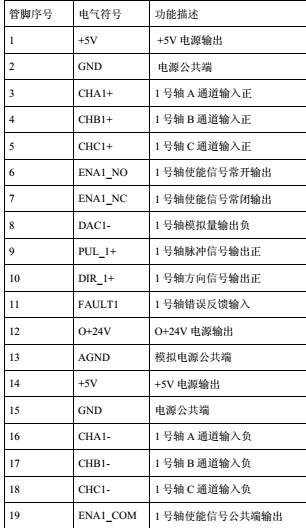 管脚序号 电气符号 功能描述
1 +5V +5V 电源输出
2 GND 电源公共端
3 CHA1+ 1 号轴 A 通道输入正
4 CHB1+ 1 号轴 B 通道输入正
5 CHC1+ 1 号轴 C 通道输入正
6 ENA1_NO 1 号轴使能信号常开输出
7 ENA1_NC 1 号轴使能信号常闭输出
8 DAC1- 1 号轴模拟量输出负
9 PUL_1+ 1 号轴脉冲信号输出正
10 DIR_1+ 1 号轴方向信号输出正
11 FAULT1 1 号轴错误反馈输入
12 O+24V O+24V 电源输出
13 AGND 模拟电源公共端
14 +5V +5V 电源输出
15 GND 电源公共端
16 CHA1- 1 号轴 A 通道输入负
17 CHB1- 1 号轴 B 通道输入负
18 CHC1- 1 号轴 C 通道输入负
19 ENA1_COM 1 号轴使能信号公共端输出